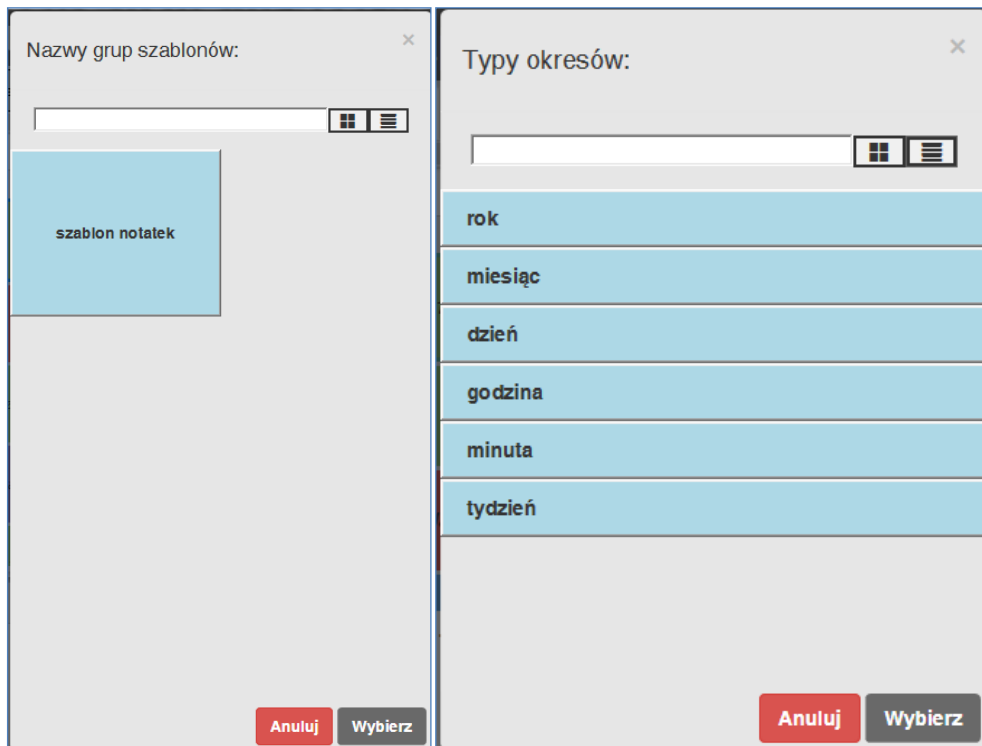 Nazwy grup szablonów:
×
szablon notatek
Anuluj
Wybierz
Typy okresów:
×
rok
miesiąc
dzień
godzina
minuta
tydzień
Anuluj
Wybierz